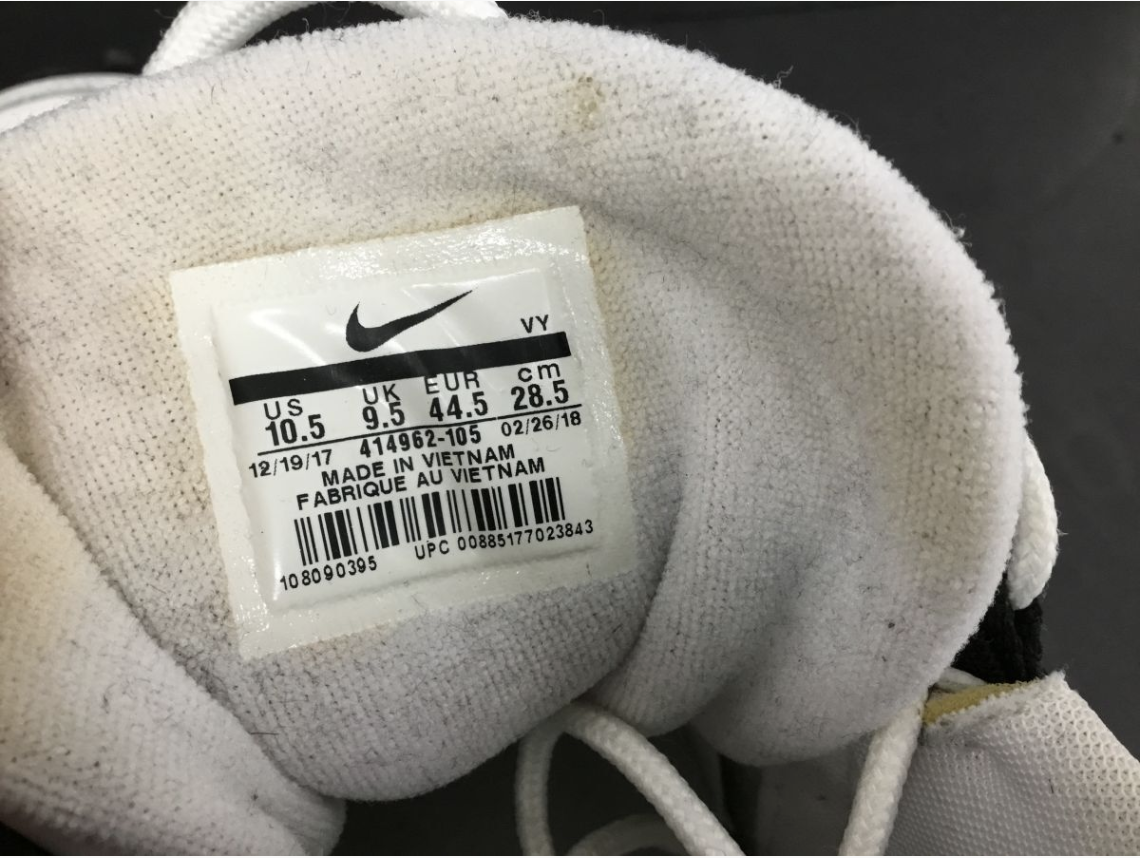 VY
US UK EUR cm
10.5 9.5 44.5 28.5
12/19/17 414962-105 02/26/18
MADE IN VIETNAM
FABRIQUE AU VIETNAM
108090395 UPC 00885177023843